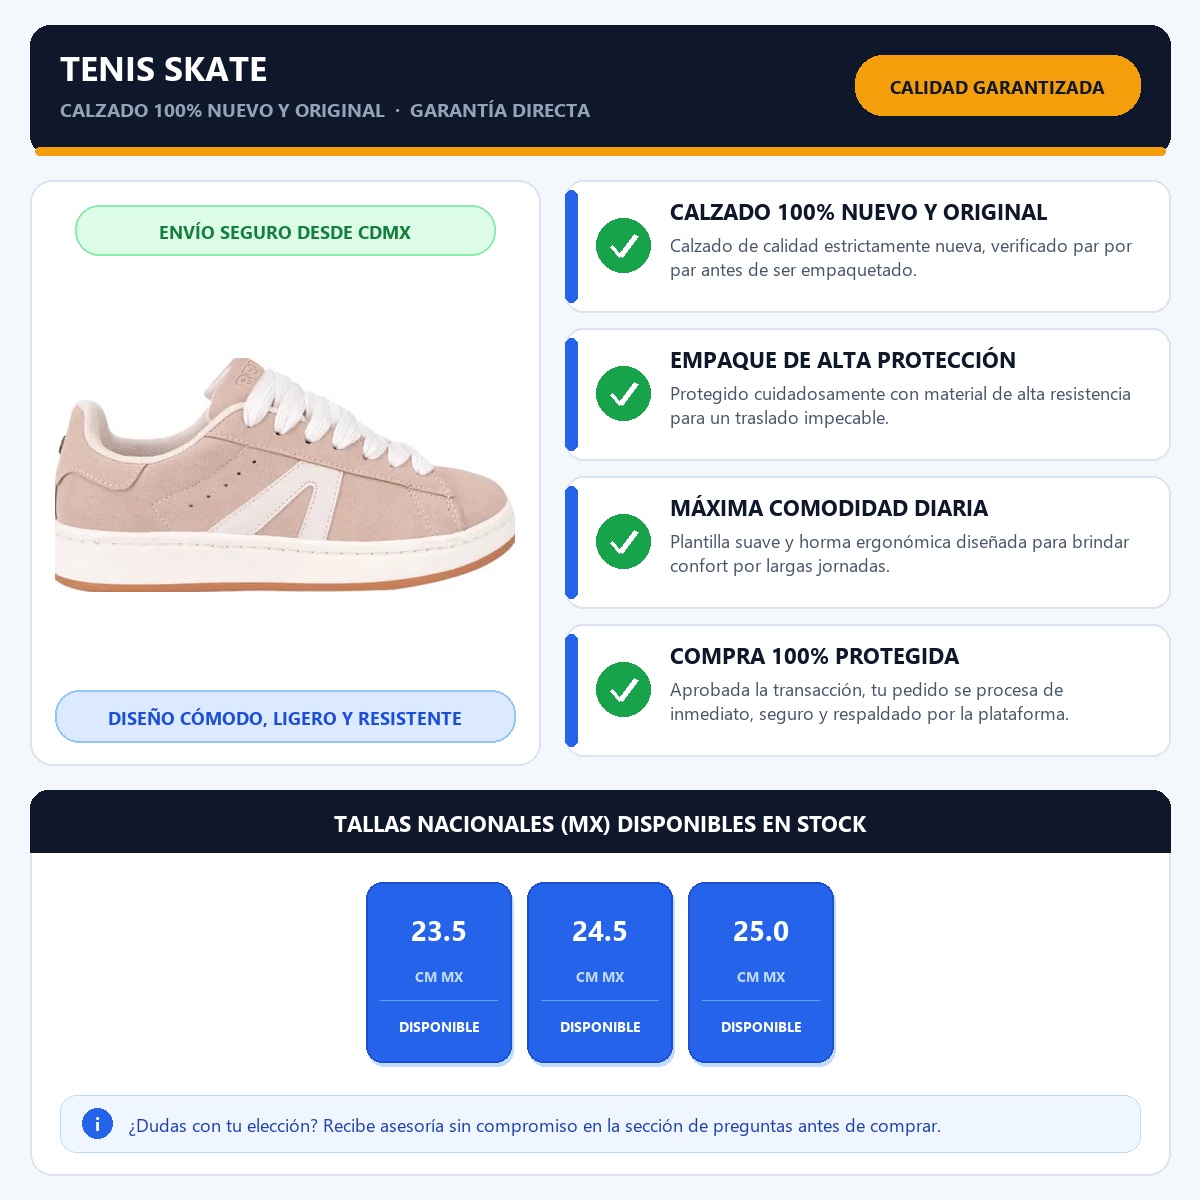 TENIS SKATE
CALZADO 100% NUEVO Y ORIGINAL · GARANTÍA DIRECTA
CALIDAD GARANTIZADA
ENVÍO SEGURO DESDE CDMX
DISEÑO CÓMODO, LIGERO Y RESISTENTE
CALZADO 100% NUEVO Y ORIGINAL
Calzado de calidad estrictamente nueva, verificado par por
par antes de ser empaquetado.
EMPAQUE DE ALTA PROTECCIÓN
Protegido cuidadosamente con material de alta resistencia
para un traslado impecable.
MÁXIMA COMODIDAD DIARIA
Plantilla suave y horma ergonómica diseñada para brindar
confort por largas jornadas.
COMPRA 100% PROTEGIDA
Aprobada la transacción, tu pedido se procesa de
inmediato, seguro y respaldado por la plataforma.
TALLAS NACIONALES (MX) DISPONIBLES EN STOCK
23.5
CM MX
DISPONIBLE
24.5
CM MX
DISPONIBLE
25.0
CM MX
DISPONIBLE
¿Dudas con tu elección? Recibe asesoría sin compromiso en la sección de preguntas antes de comprar.